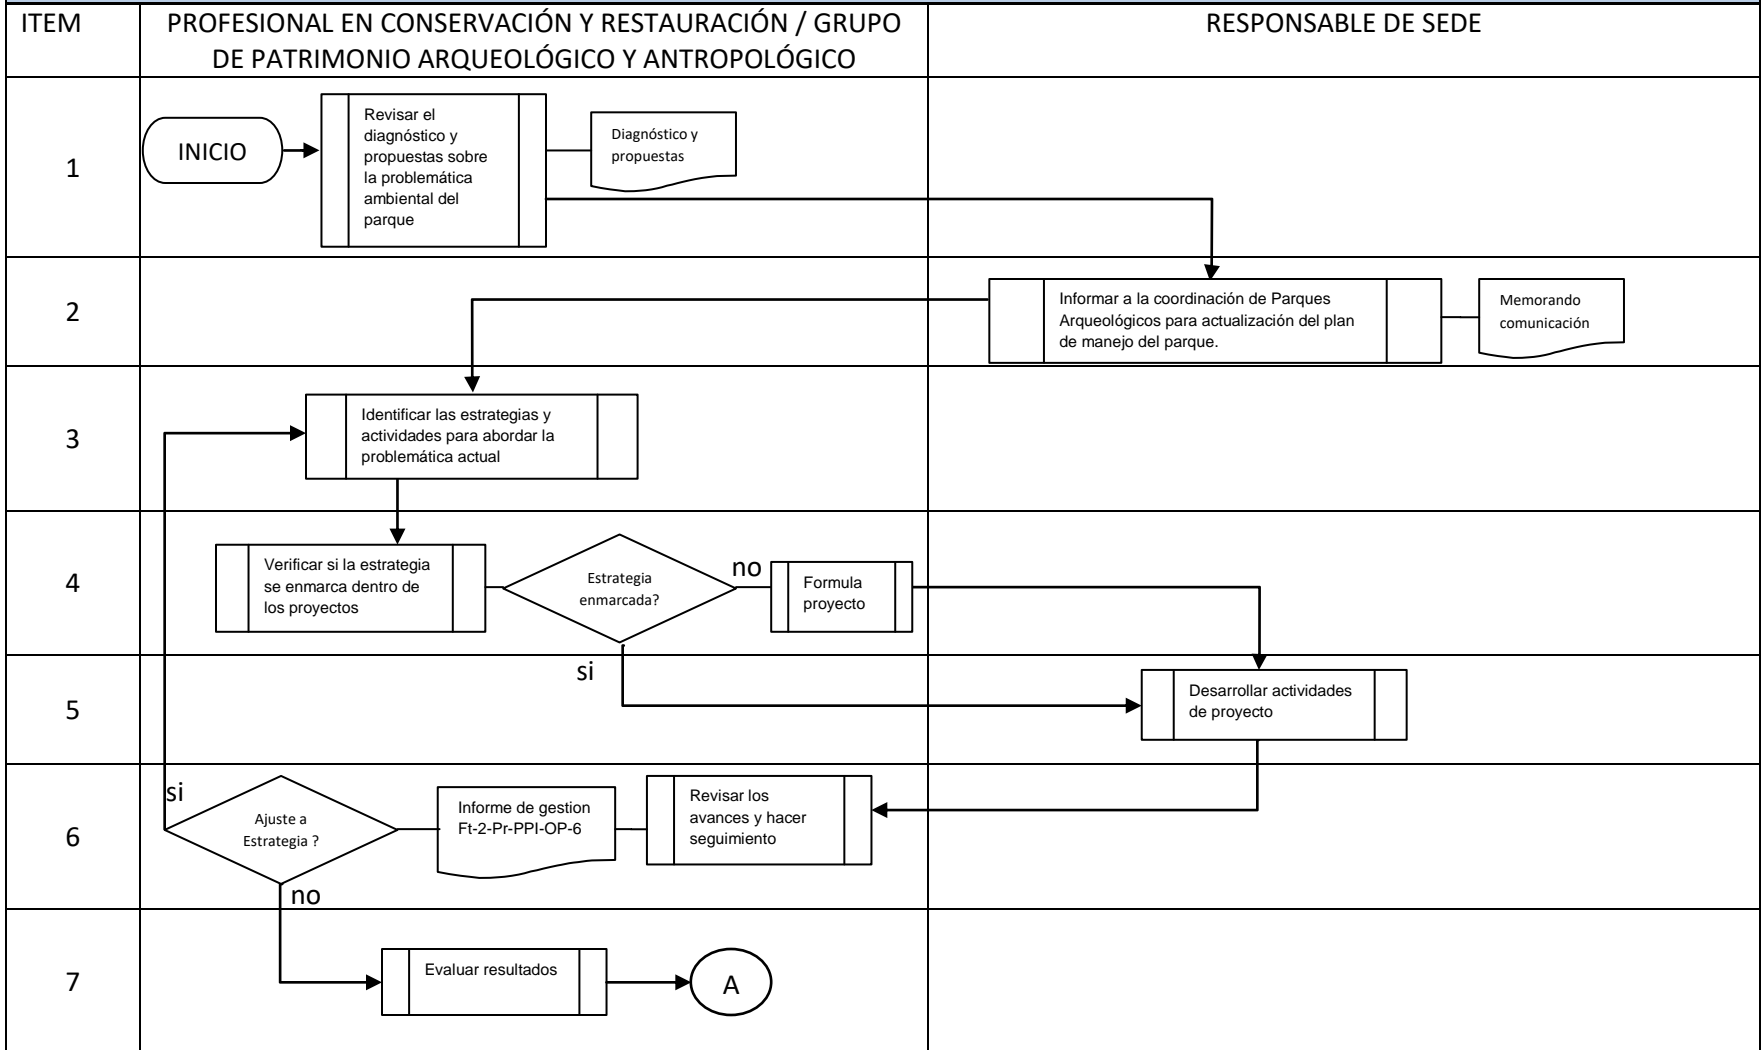 ITEM
PROFESIONAL EN CONSERVACIÓN Y RESTAURACIÓN / GRUPO
DE PATRIMONIO ARQUEOLÓGICO Y ANTROPOLÓGICO
RESPONSABLE DE SEDE
1
INICIO
Revisar el
diagnóstico y
propuestas sobre
la problemática
ambiental del
parque
Diagnóstico y
propuestas
2
Informar a la coordinación de Parques
Arqueológicos para actualización del plan
de manejo del parque.
Memorando
comunicación
3
Identificar las estrategias y
actividades para abordar la
problemática actual
4
Verificar si la estrategia
se enmarca dentro de
los proyectos
Estrategia
enmarcada?
no
Formula
proyecto
si
5
Desarrollar actividades
de proyecto
6
si
Ajuste a
Estrategia ?
Informe de gestion
Ft-2-Pr-PPI-OP-6
Revisar los
avances y hacer
seguimiento
no
7
Evaluar resultados
A